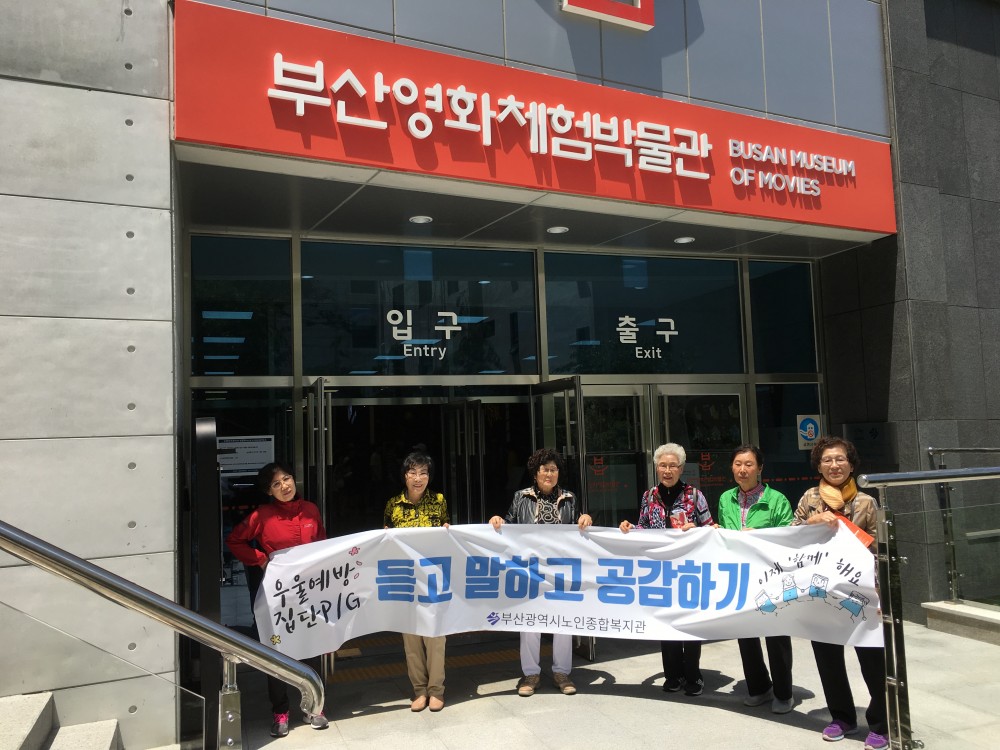 부산영화체험박물관
BUSAN MUSEUM
OF MOVIES
입구
Entry
출구
Exit
우울예방
집단P/G
듣고 말하고 공감하기
이제 '함께' 해요
부산광역시노인종합복지관